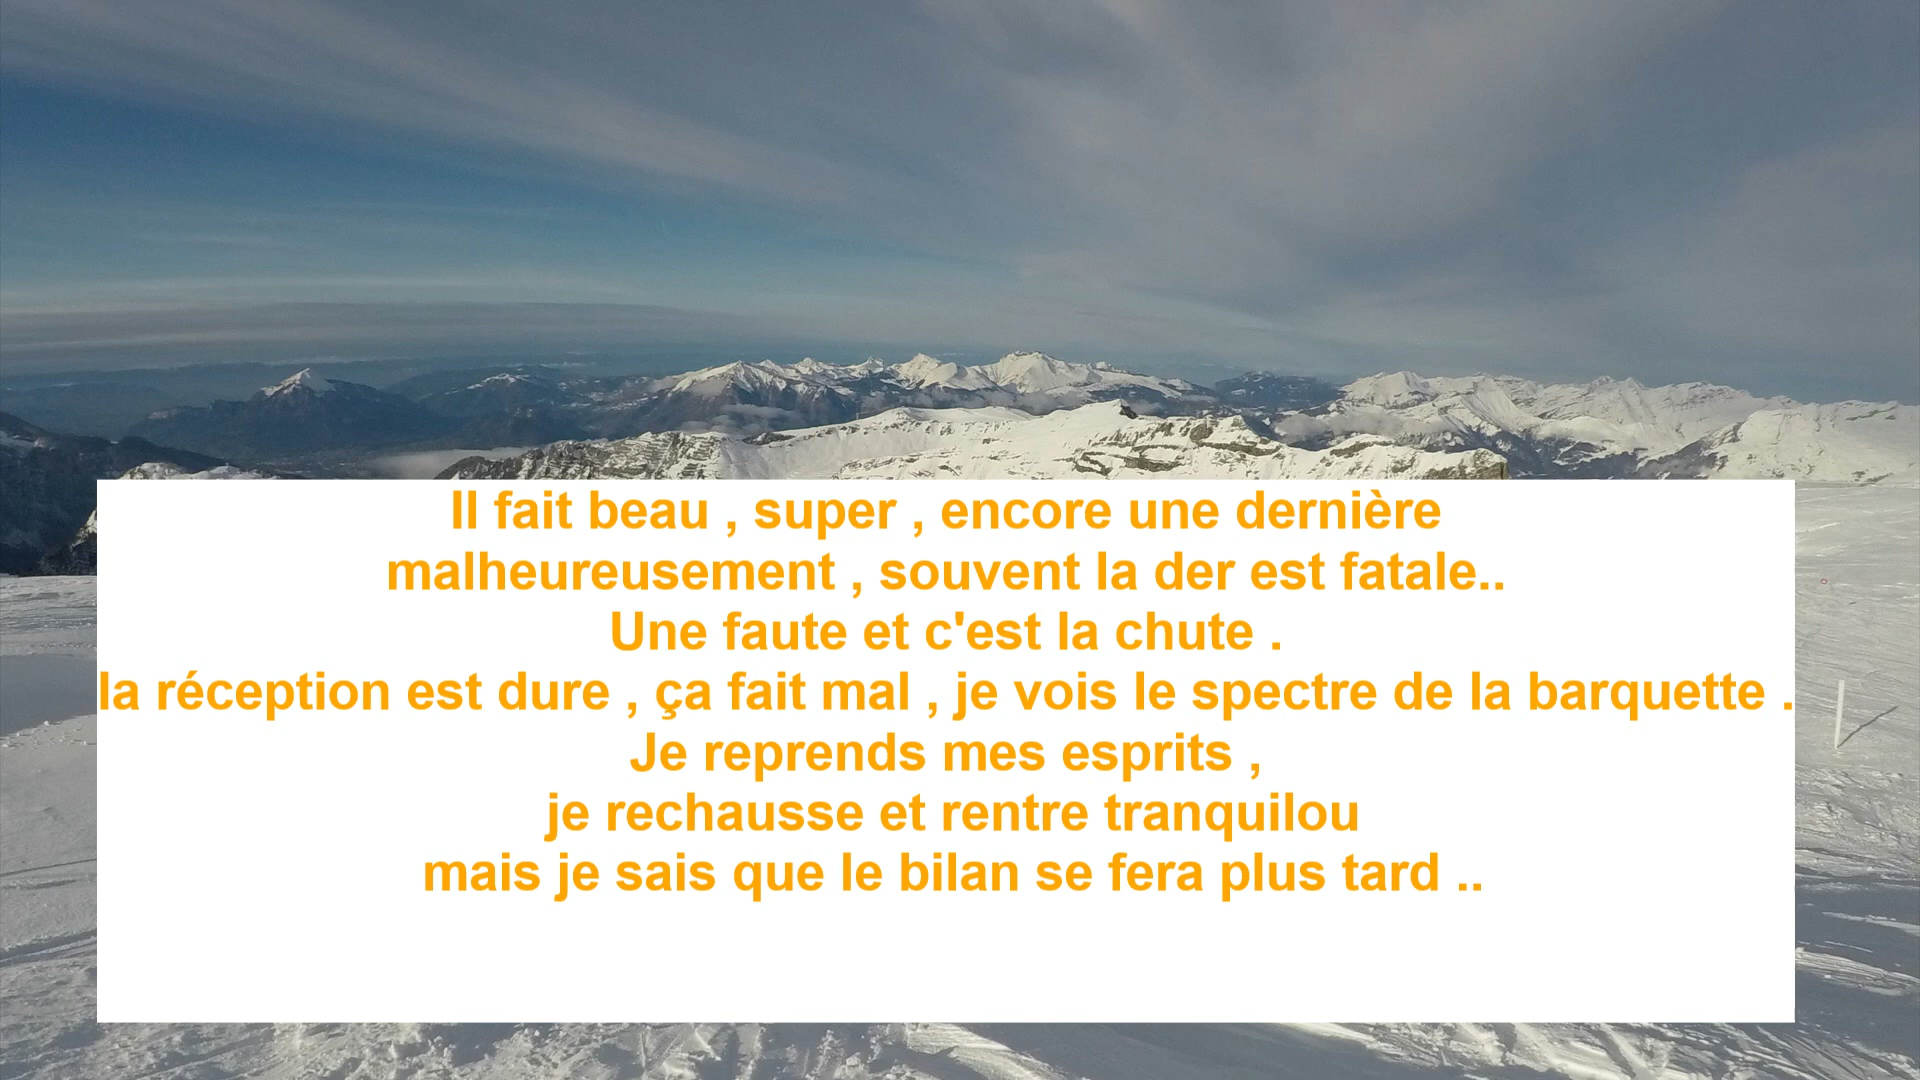 Il fait beau , super , encore une dernière
malheureusement , souvent la der est fatale..
Une faute et c'est la chute .
la réception est dure , ça fait mal , je vois le spectre de la barquette .
Je reprends mes esprits ,
je rechausse et rentre tranquilou
mais je sais que le bilan se fera plus tard ..